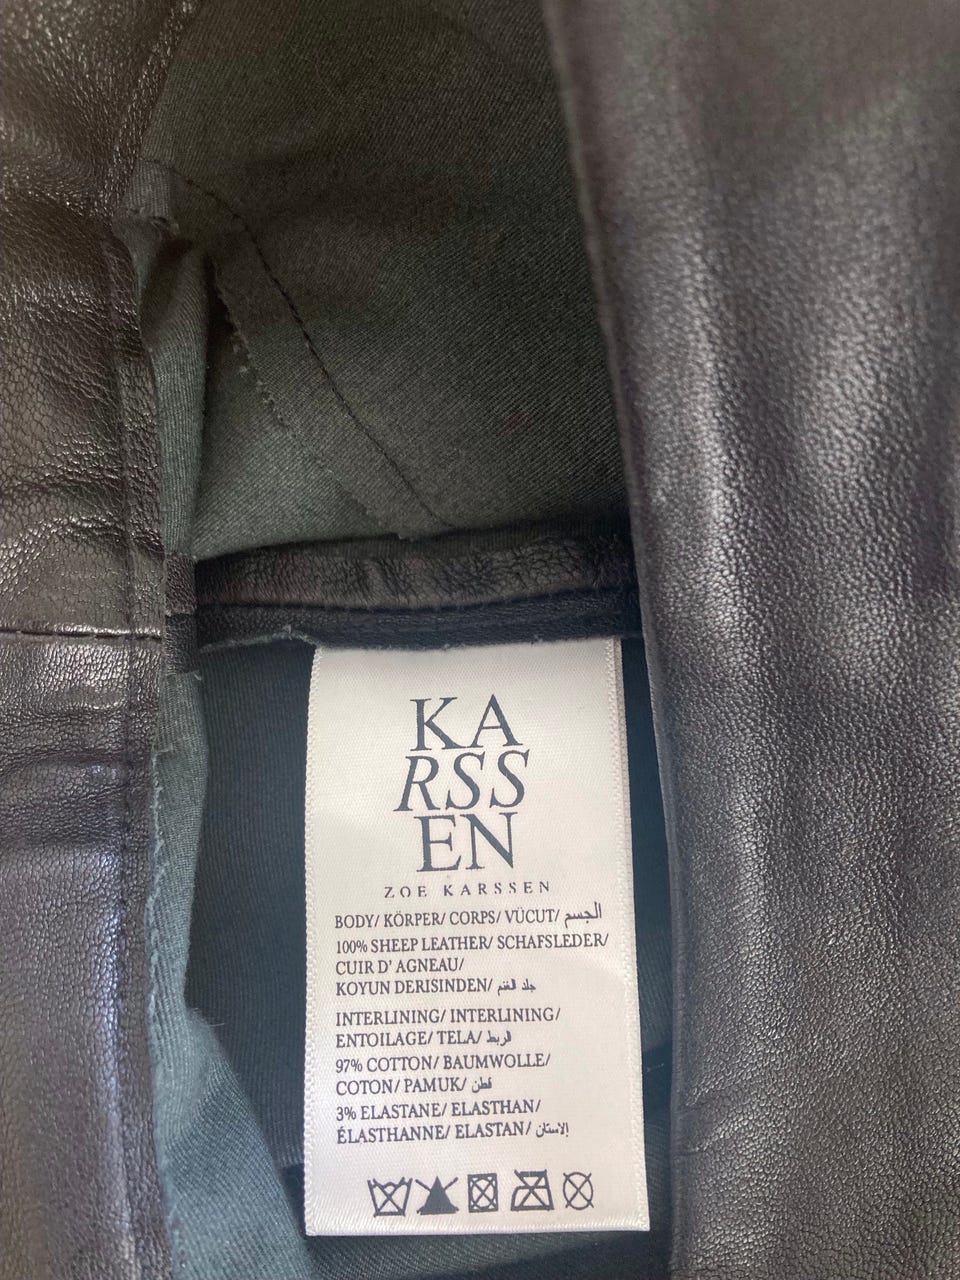 KA
RSS
EN
ZOE KARSSEN
BODY/ KÖRPER/ CORPS/ VÜCUT/ الجسم
100% SHEEP LEATHER/ SCHAFSLEDER/
CUIR D' AGNEAU/
KOYUN DERISINDEN/ جلد الغنم
INTERLINING/ INTERLINING/
ENTOILAGE/ TELA/ الربط
97% COTTON/ BAUMWOLLE/
COTON/ PAMUK/ قطن
3% ELASTANE/ ELASTHAN/
ÉLASTHANNE/ ELASTAN/ الاستان